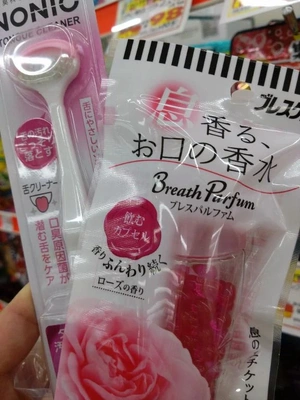 NONIC
TONGUE CLEANER
舌にやさしい
落とす
舌クリーナー
口臭原因菌が
潜む舌をケア
ブレス
息香る、
お口の香水
Breath Parfum
ブレスパルファム
飲む
カプセル
香りふんわり続く
ローズの香り
息のエチケット